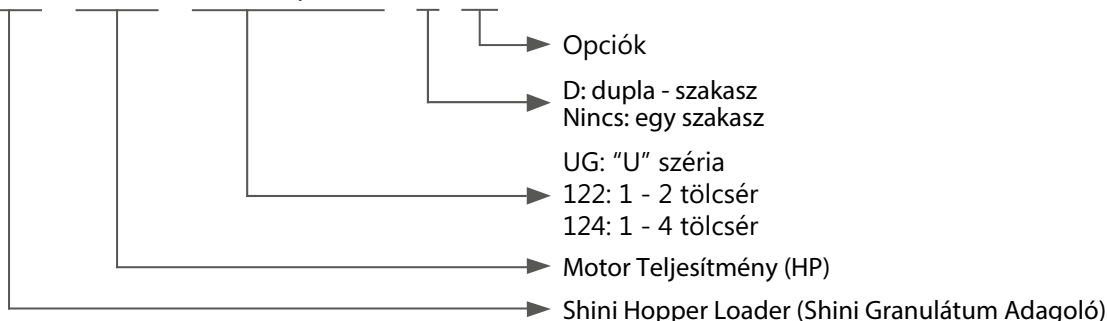 Opciók
D: dupla - szakasz
Nincs: egy szakasz
UG: “U” széria
122: 1 - 2 tölcsér
124: 1 - 4 tölcsér
Motor Teljesítmény (HP)
Shini Hopper Loader (Shini Granulátum Adagoló)